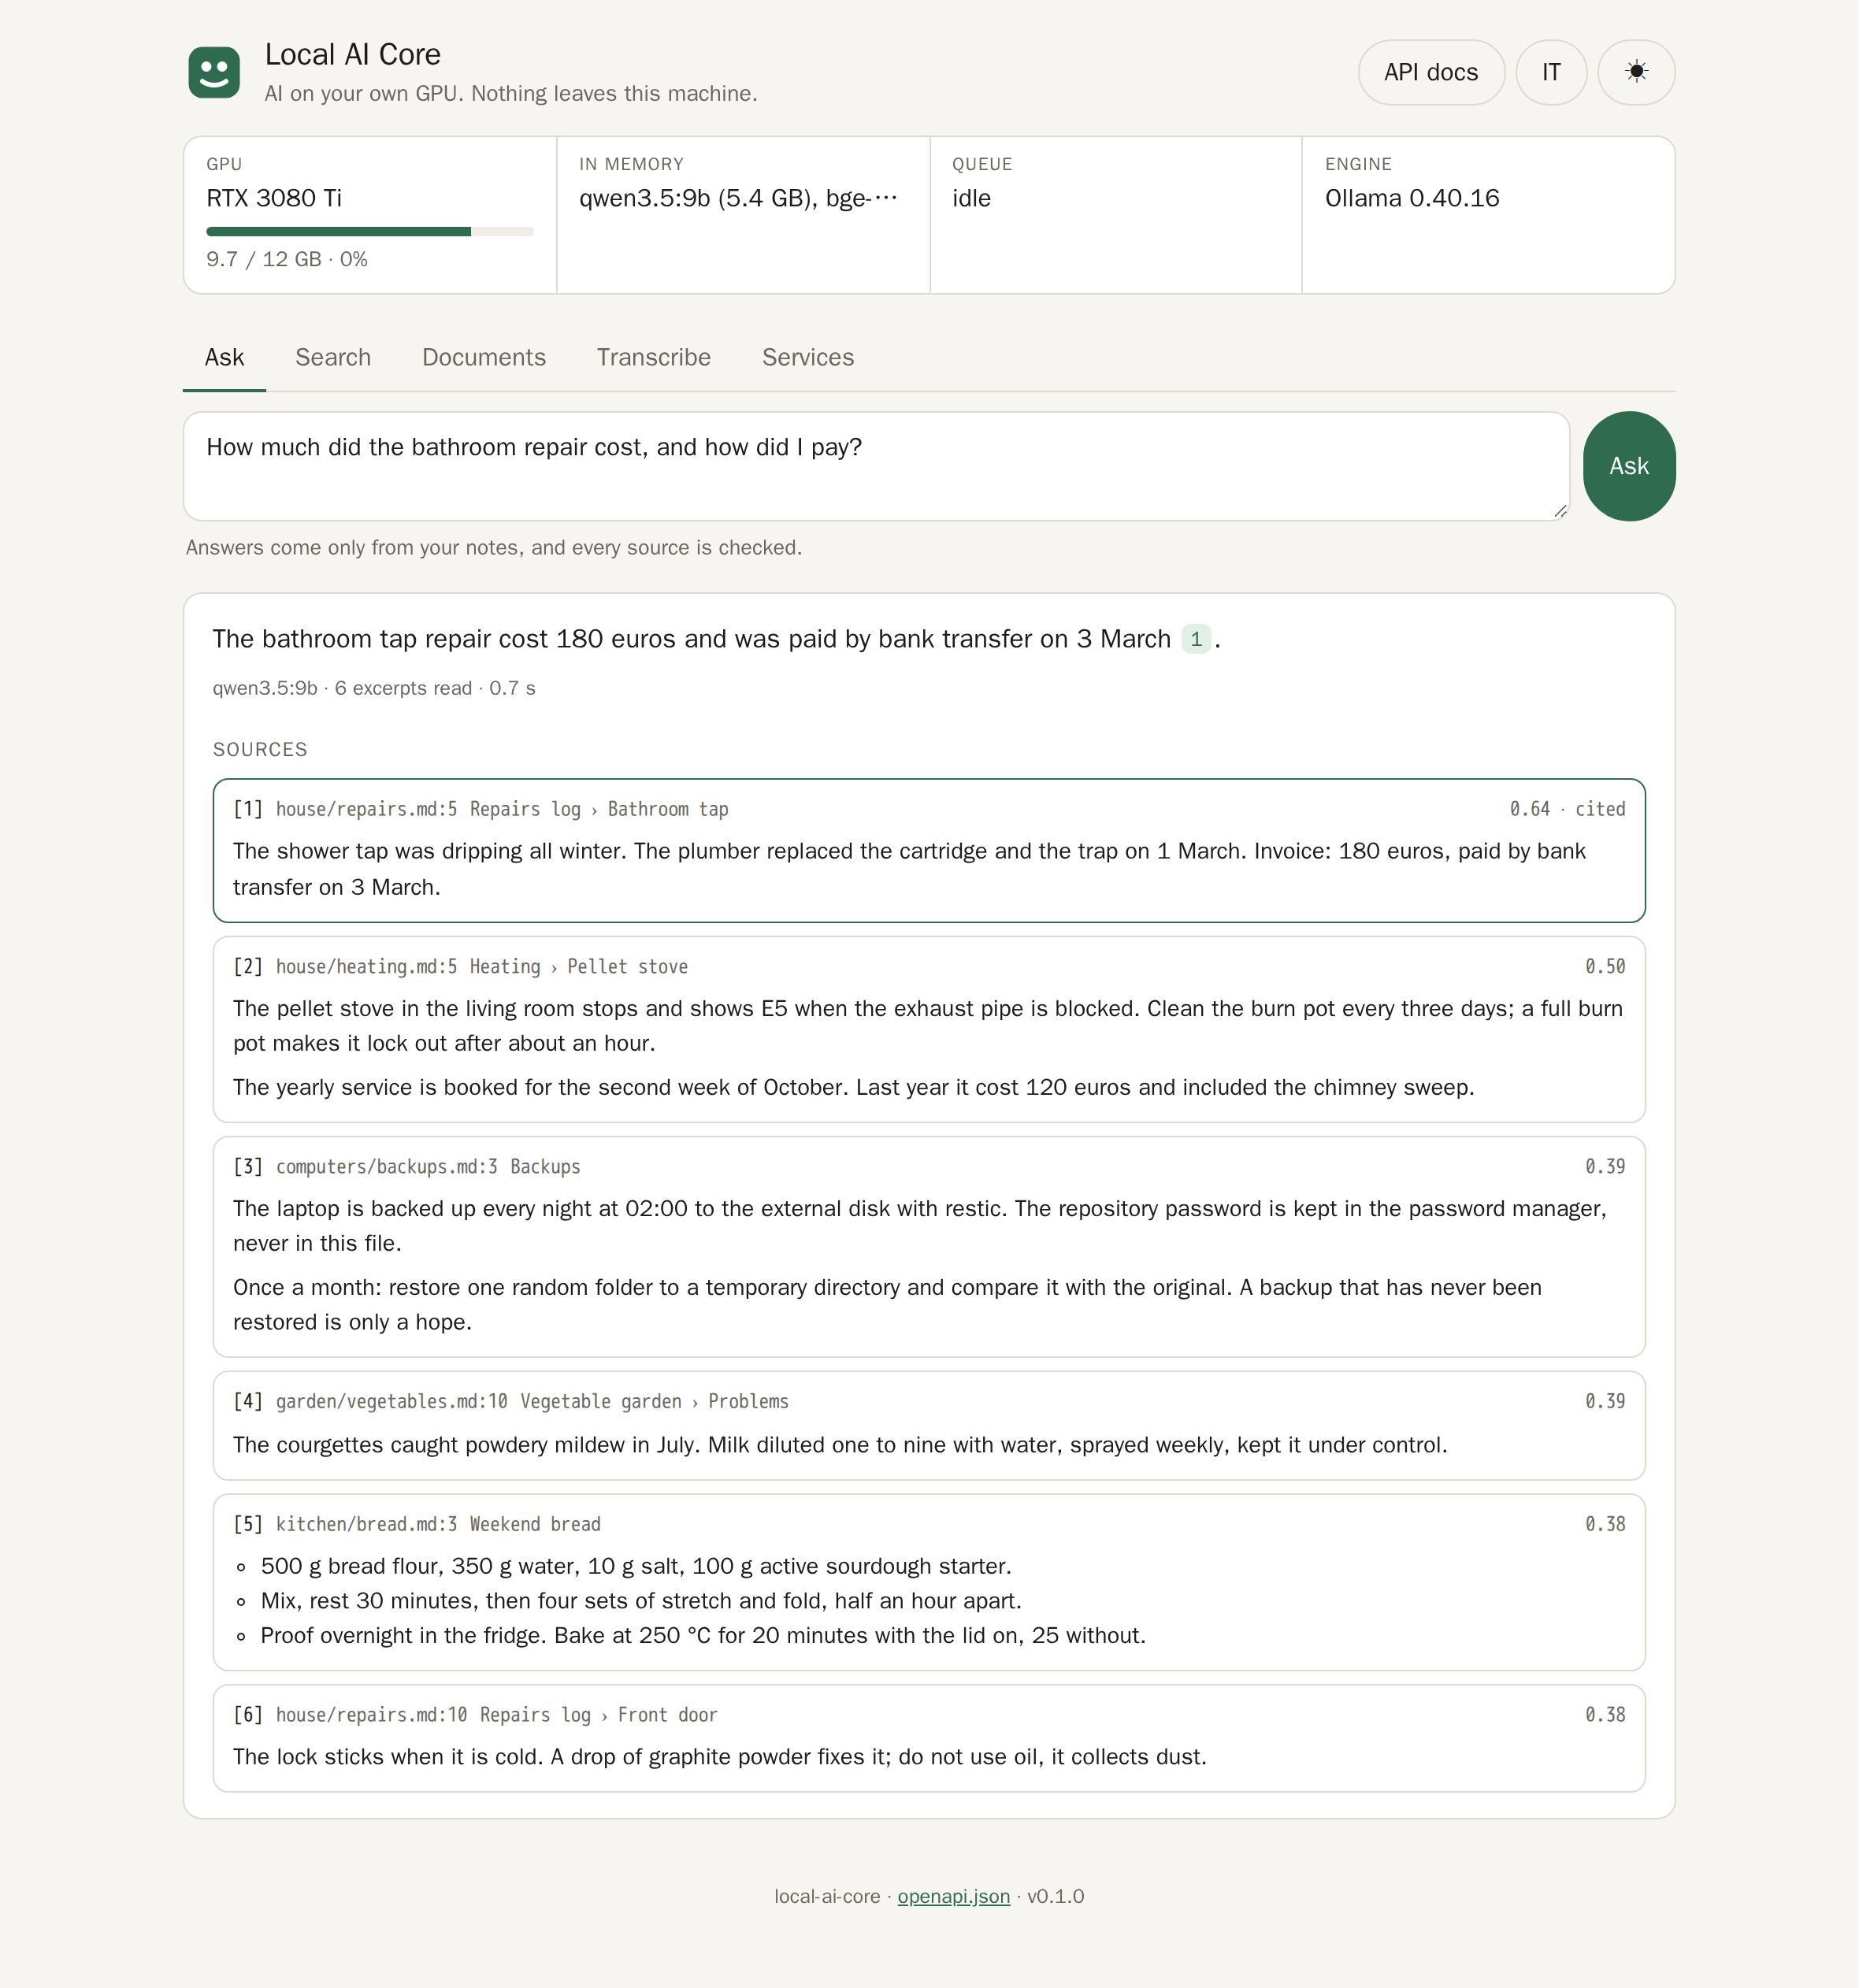 Local AI Core
AI on your own GPU. Nothing leaves this machine.
API docs
IT
GPU
RTX 3080 Ti
9.7 / 12 GB · 0%
IN MEMORY
qwen3.5:9b (5.4 GB), bge-…
QUEUE
idle
ENGINE
Ollama 0.40.16
Ask
Search
Documents
Transcribe
Services
How much did the bathroom repair cost, and how did I pay?
Ask
Answers come only from your notes, and every source is checked.
The bathroom tap repair cost 180 euros and was paid by bank transfer on 3 March 1 .
qwen3.5:9b · 6 excerpts read · 0.7 s
SOURCES
[1] house/repairs.md:5 Repairs log › Bathroom tap 0.64 · cited
The shower tap was dripping all winter. The plumber replaced the cartridge and the trap on 1 March. Invoice: 180 euros, paid by bank
transfer on 3 March.
[2] house/heating.md:5 Heating › Pellet stove 0.50
The pellet stove in the living room stops and shows E5 when the exhaust pipe is blocked. Clean the burn pot every three days; a full burn
pot makes it lock out after about an hour.
The yearly service is booked for the second week of October. Last year it cost 120 euros and included the chimney sweep.
[3] computers/backups.md:3 Backups 0.39
The laptop is backed up every night at 02:00 to the external disk with restic. The repository password is kept in the password manager,
never in this file.
Once a month: restore one random folder to a temporary directory and compare it with the original. A backup that has never been
restored is only a hope.
[4] garden/vegetables.md:10 Vegetable garden › Problems 0.39
The courgettes caught powdery mildew in July. Milk diluted one to nine with water, sprayed weekly, kept it under control.
[5] kitchen/bread.md:3 Weekend bread 0.38
500 g bread flour, 350 g water, 10 g salt, 100 g active sourdough starter.
Mix, rest 30 minutes, then four sets of stretch and fold, half an hour apart.
Proof overnight in the fridge. Bake at 250 °C for 20 minutes with the lid on, 25 without.
[6] house/repairs.md:10 Repairs log › Front door 0.38
The lock sticks when it is cold. A drop of graphite powder fixes it; do not use oil, it collects dust.
local-ai-core · openapi.json · v0.1.0